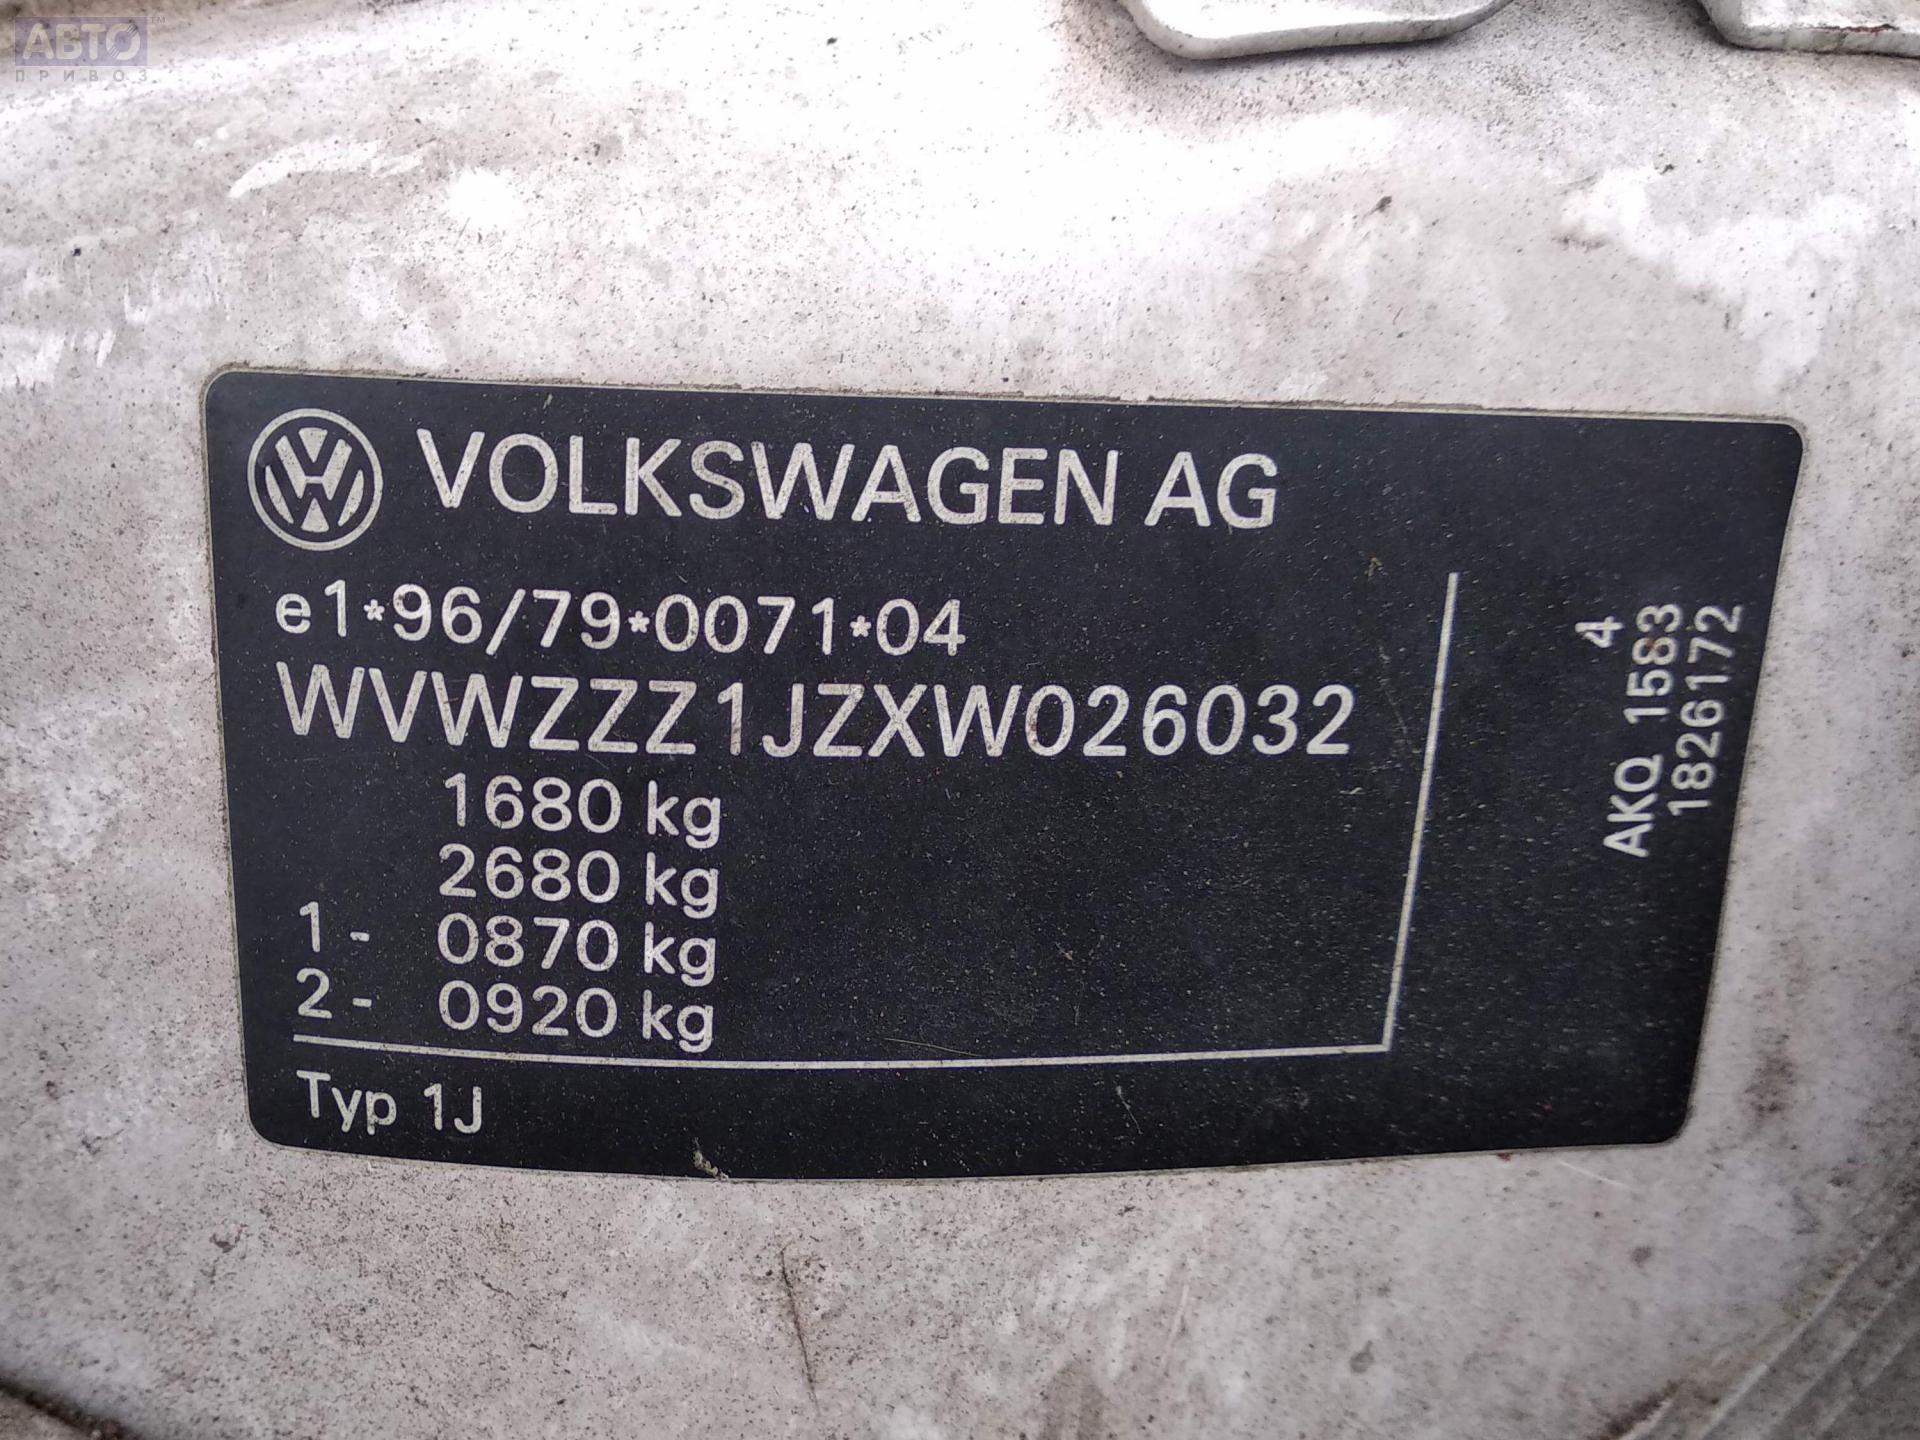 АВТО™
ПРИВОЗ
VOLKSWAGEN AG
e1*96/79*0071*04
WVWZZZ1JZXW026032
1680 kg
2680 kg
1- 0870 kg
2- 0920 kg
Typ 1J
4
AKQ 1583
1826172